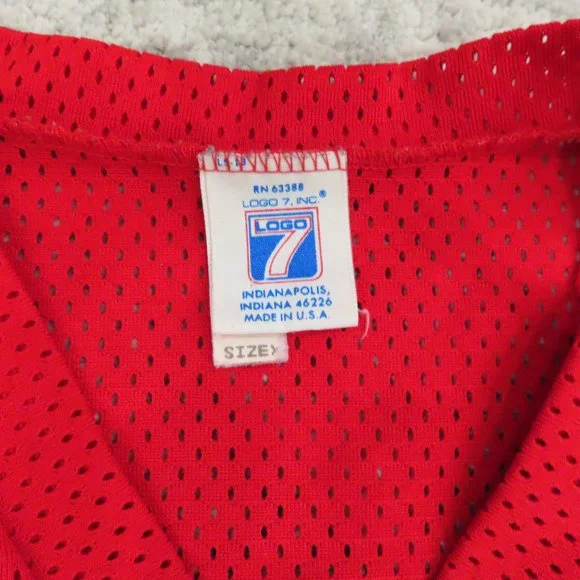 RN 63388
LOGO 7, INC.®
LOGO
7
INDIANAPOLIS,
INDIANA 46226
MADE IN U.S.A.
SIZE>